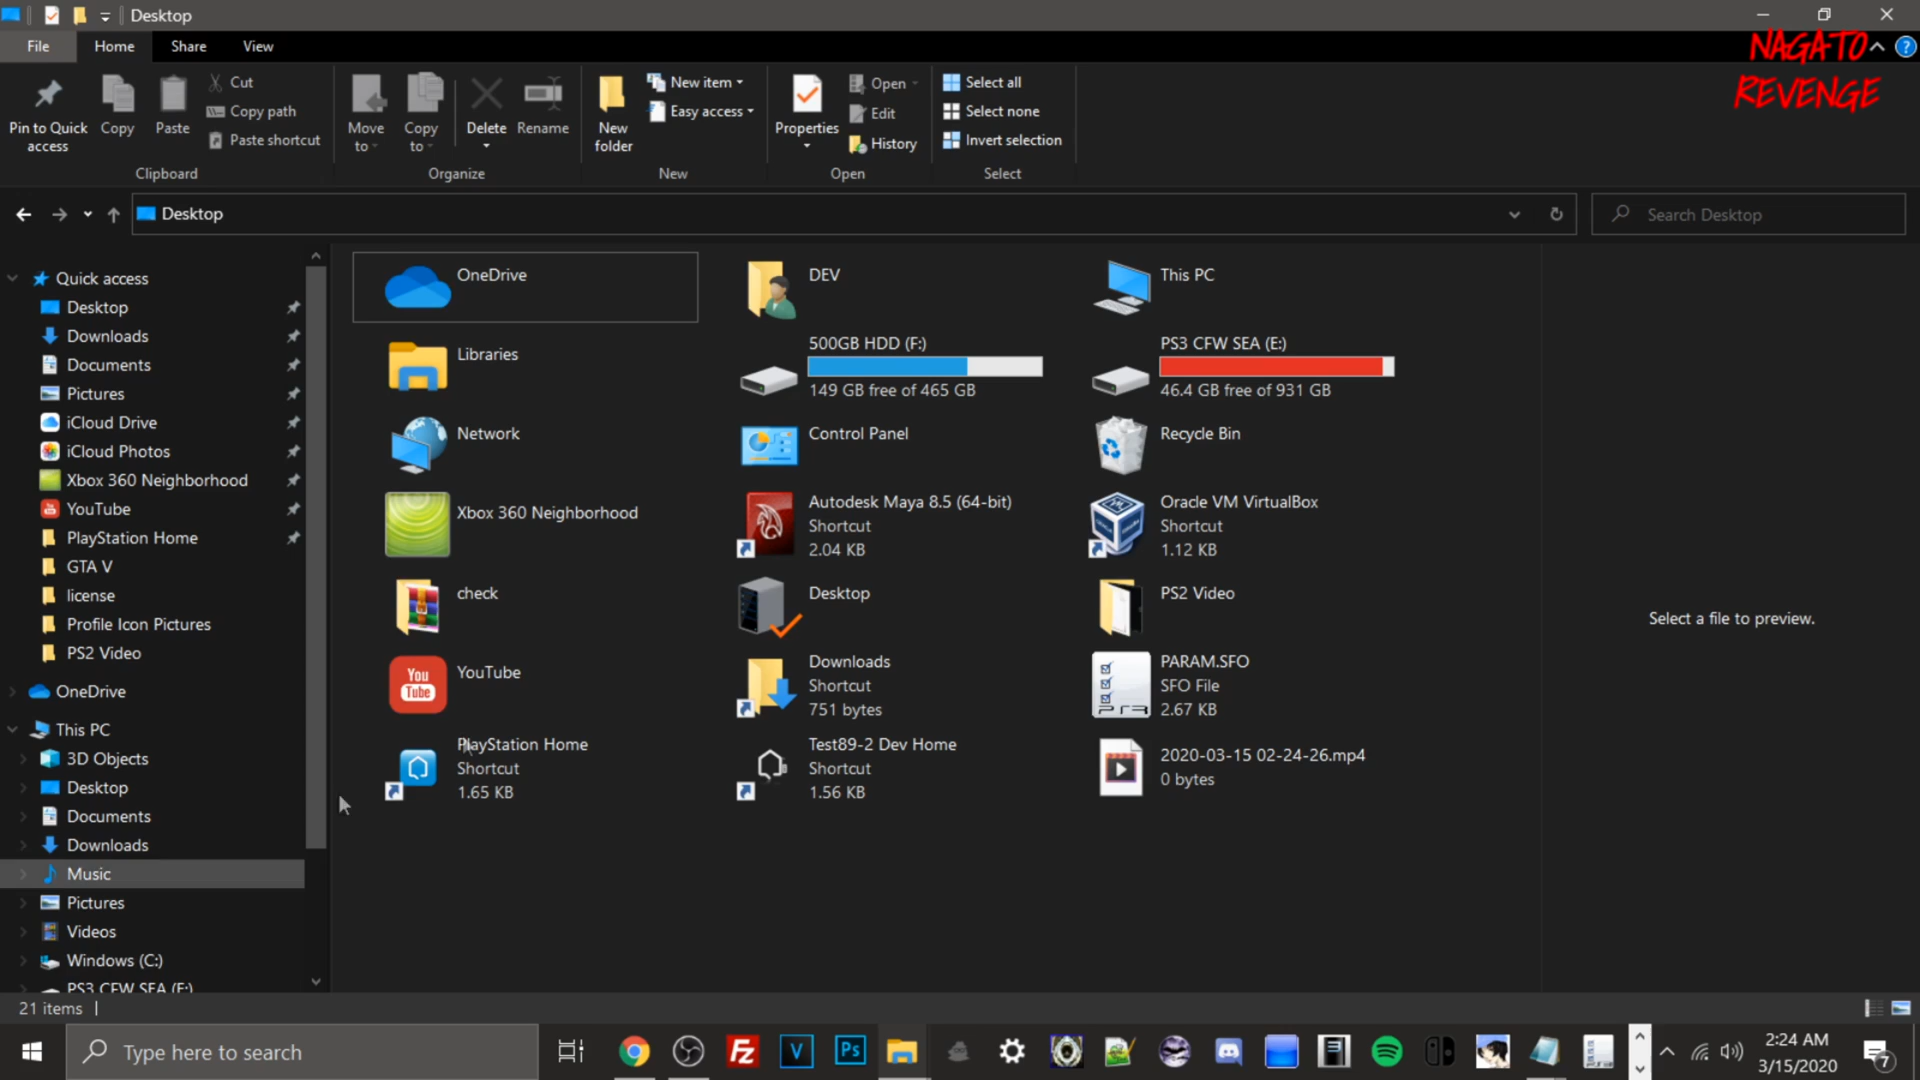 Desktop
File Home Share View
NAGATO
REVENGE
Pin to Quick access
Copy
Paste
Cut
Copy path
Paste shortcut
Clipboard
Move to
Copy to
Delete
Rename
Organize
New folder
New item
Easy access
New
Properties
Open
Edit
History
Open
Select all
Select none
Invert selection
Select
Desktop
Search Desktop
Quick access
Desktop
Downloads
Documents
Pictures
iCloud Drive
iCloud Photos
Xbox 360 Neighborhood
YouTube
PlayStation Home
GTA V
license
Profile Icon Pictures
PS2 Video
OneDrive
This PC
3D Objects
Desktop
Documents
Downloads
Music
Pictures
Videos
Windows (C:)
PS3 CFW SEA (E:)
OneDrive
DEV
This PC
Libraries
500GB HDD (F:)
149 GB free of 465 GB
PS3 CFW SEA (E:)
46.4 GB free of 931 GB
Network
Control Panel
Recycle Bin
Xbox 360 Neighborhood
Autodesk Maya 8.5 (64-bit)
Shortcut
2.04 KB
Oracle VM VirtualBox
Shortcut
1.12 KB
check
Desktop
PS2 Video
You
Tube
YouTube
Downloads
Shortcut
751 bytes
PS3
PARAM.SFO
SFO File
2.67 KB
PlayStation Home
Shortcut
1.65 KB
Test89-2 Dev Home
Shortcut
1.56 KB
2020-03-15 02-24-26.mp4
0 bytes
Select a file to preview.
21 items
Type here to search
Fz
V
Ps
2:24 AM
3/15/2020
7